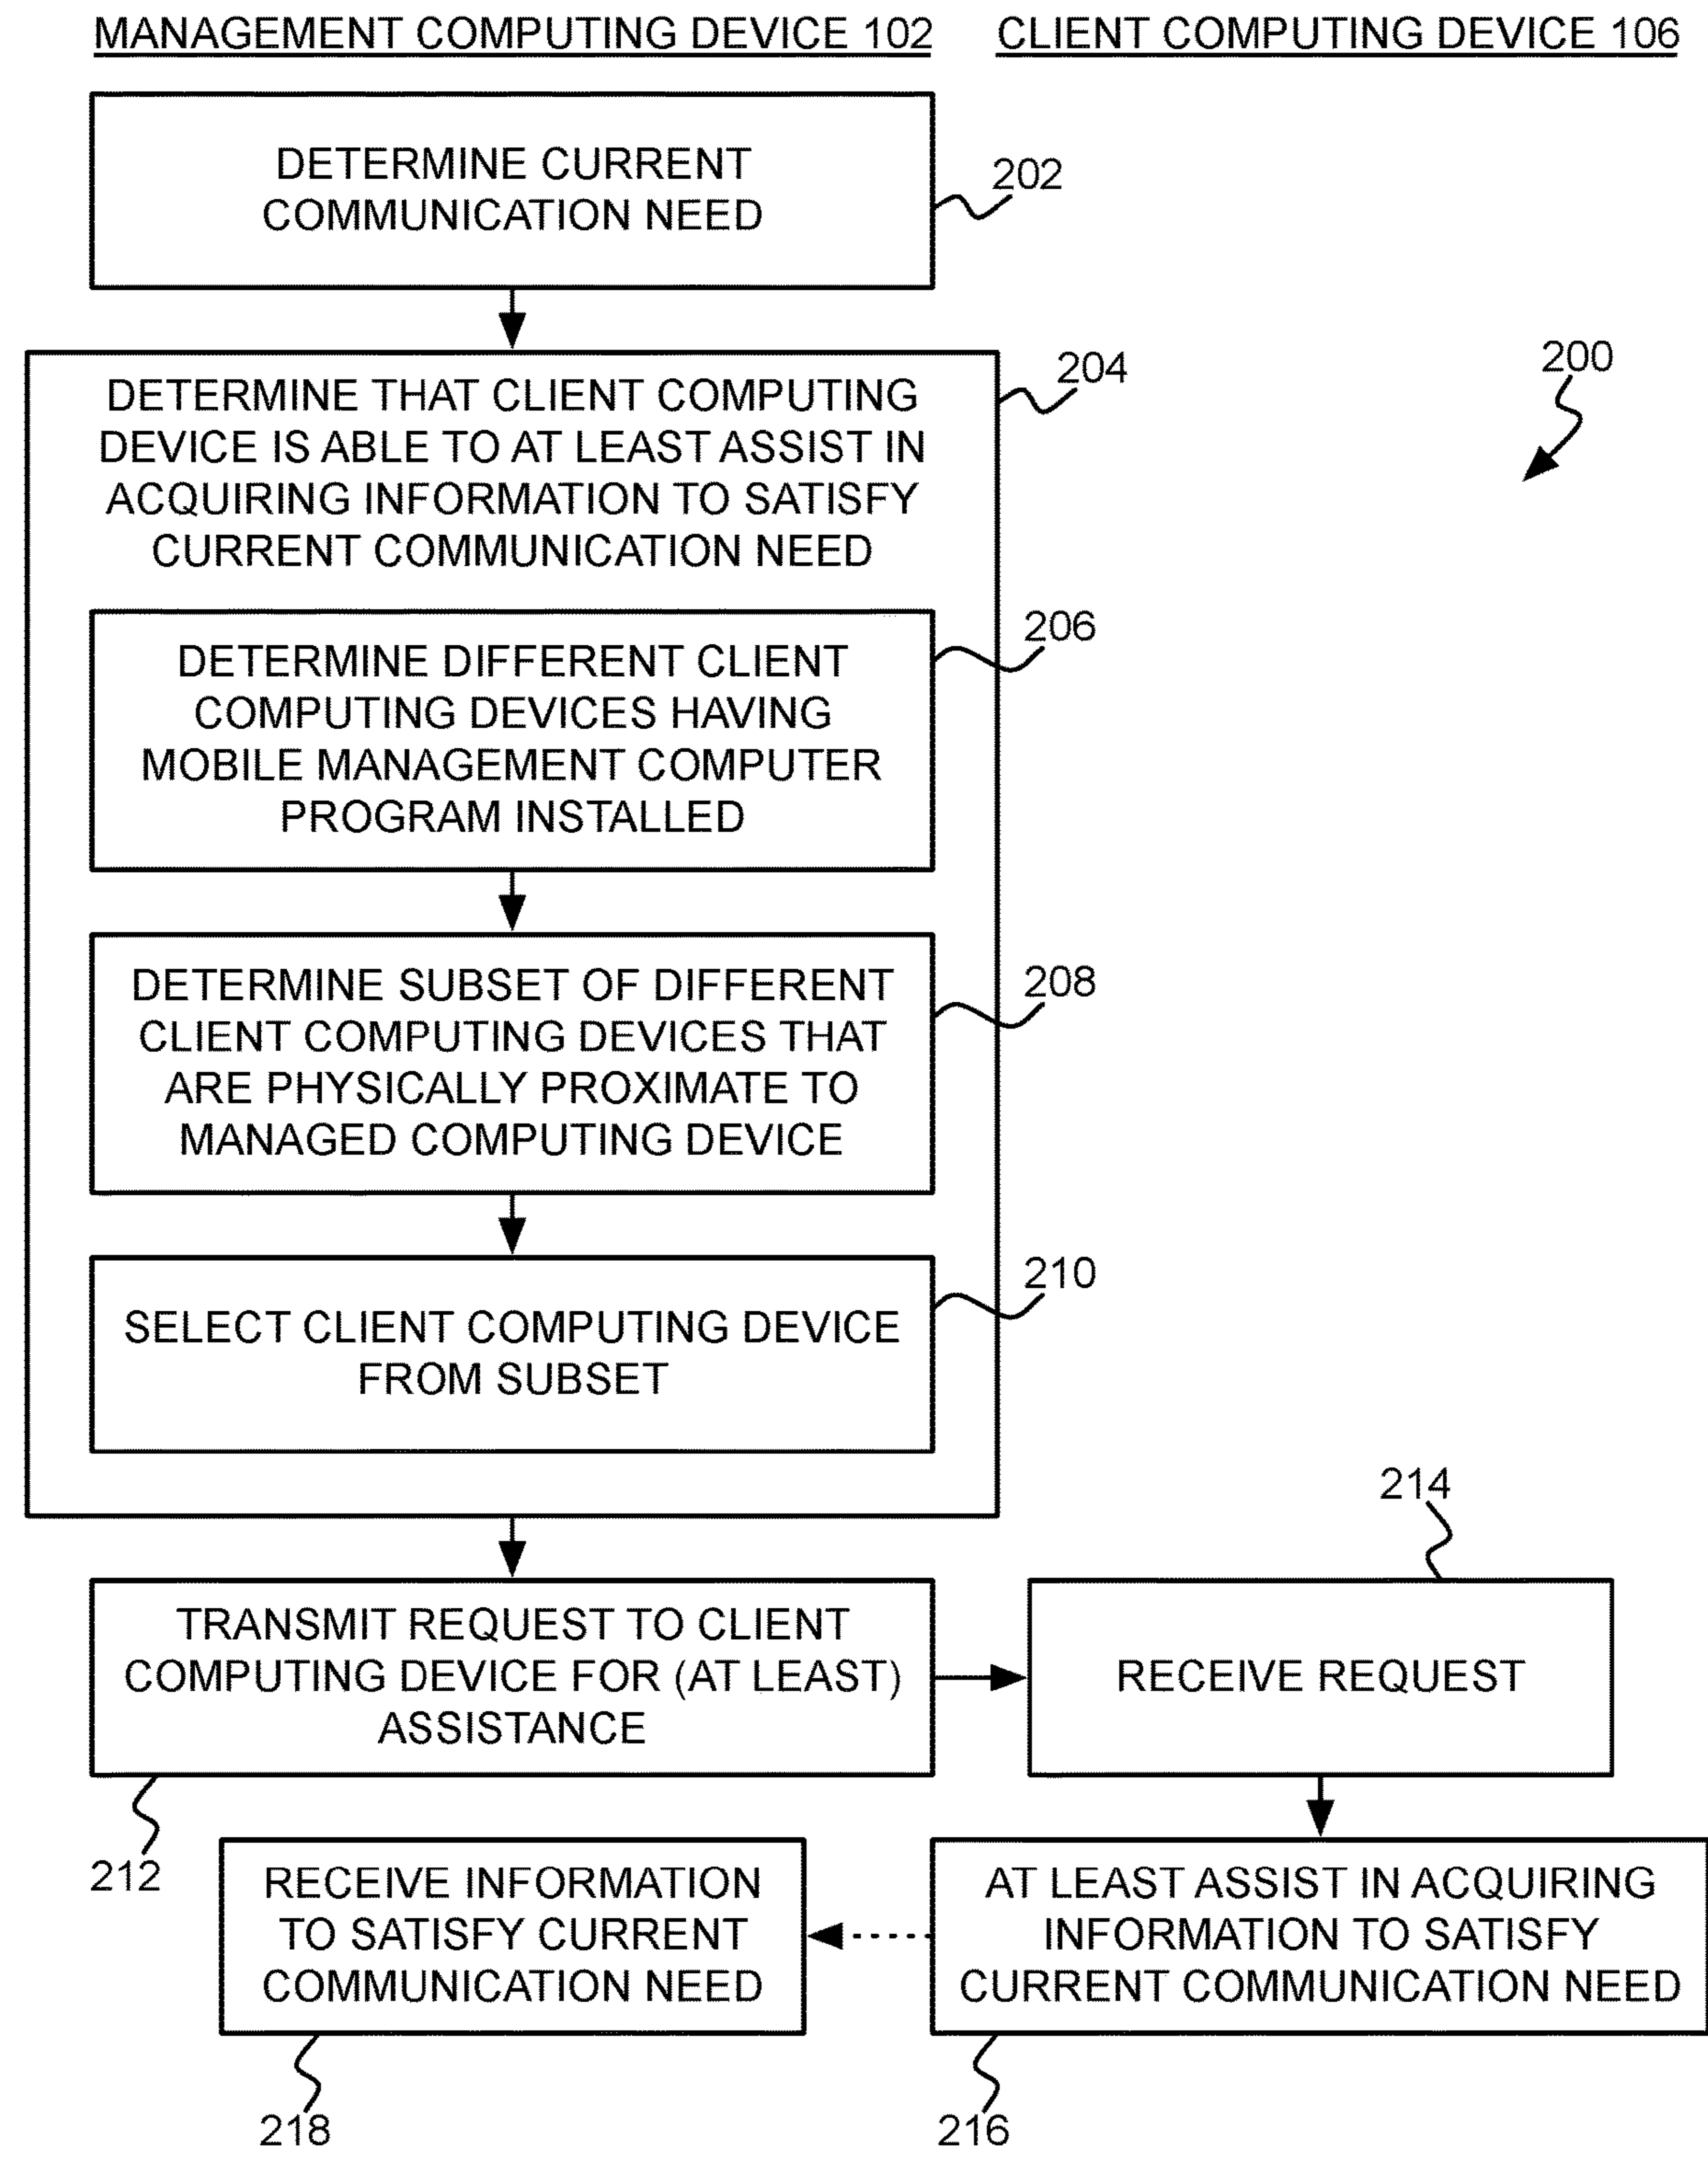 MANAGEMENT COMPUTING DEVICE 102
CLIENT COMPUTING DEVICE 106
DETERMINE CURRENT
COMMUNICATION NEED
202
200
204
DETERMINE THAT CLIENT COMPUTING
DEVICE IS ABLE TO AT LEAST ASSIST IN
ACQUIRING INFORMATION TO SATISFY
CURRENT COMMUNICATION NEED
206
DETERMINE DIFFERENT CLIENT
COMPUTING DEVICES HAVING
MOBILE MANAGEMENT COMPUTER
PROGRAM INSTALLED
208
DETERMINE SUBSET OF DIFFERENT
CLIENT COMPUTING DEVICES THAT
ARE PHYSICALLY PROXIMATE TO
MANAGED COMPUTING DEVICE
210
SELECT CLIENT COMPUTING DEVICE
FROM SUBSET
214
TRANSMIT REQUEST TO CLIENT
COMPUTING DEVICE FOR (AT LEAST)
ASSISTANCE
RECEIVE REQUEST
212
RECEIVE INFORMATION
TO SATISFY CURRENT
COMMUNICATION NEED
AT LEAST ASSIST IN ACQUIRING
INFORMATION TO SATISFY
CURRENT COMMUNICATION NEED
218
216